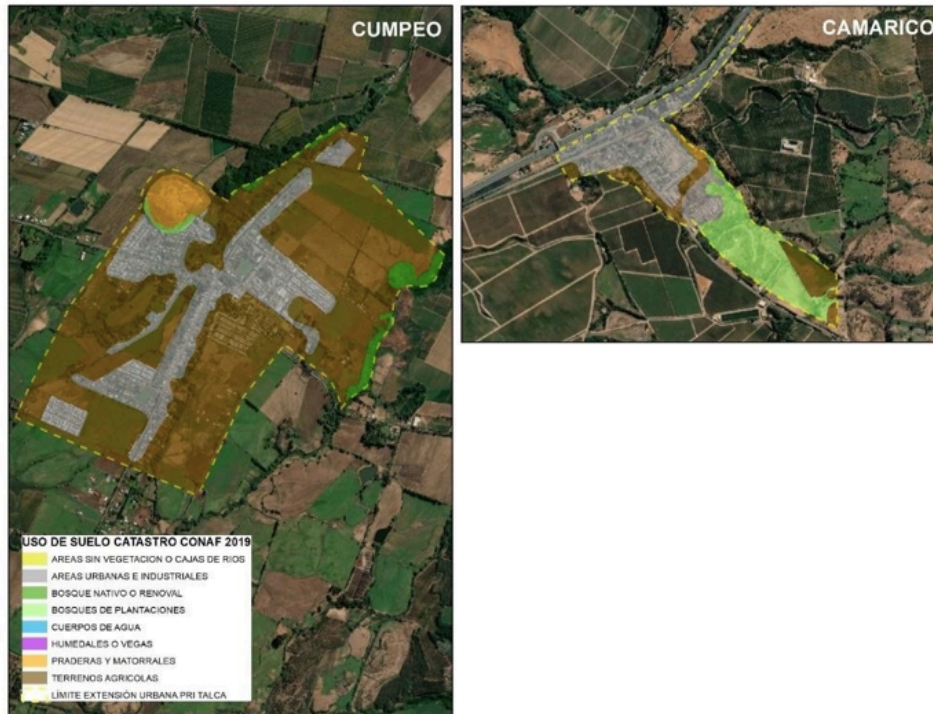 CUMPEO
CAMARICO
USO DE SUELO CATASTRO CONAF 2019
AREAS SIN VEGETACION O CAJAS DE RIOS
AREAS URBANAS E INDUSTRIALES
BOSQUE NATIVO O RENOVAL
BOSQUES DE PLANTACIONES
CUERPOS DE AGUA
HUMEDALES O VEGAS
PRADERAS Y MATORRALES
TERRENOS AGRICOLAS
LÍMITE EXTENSIÓN URBANA PRI TALCA